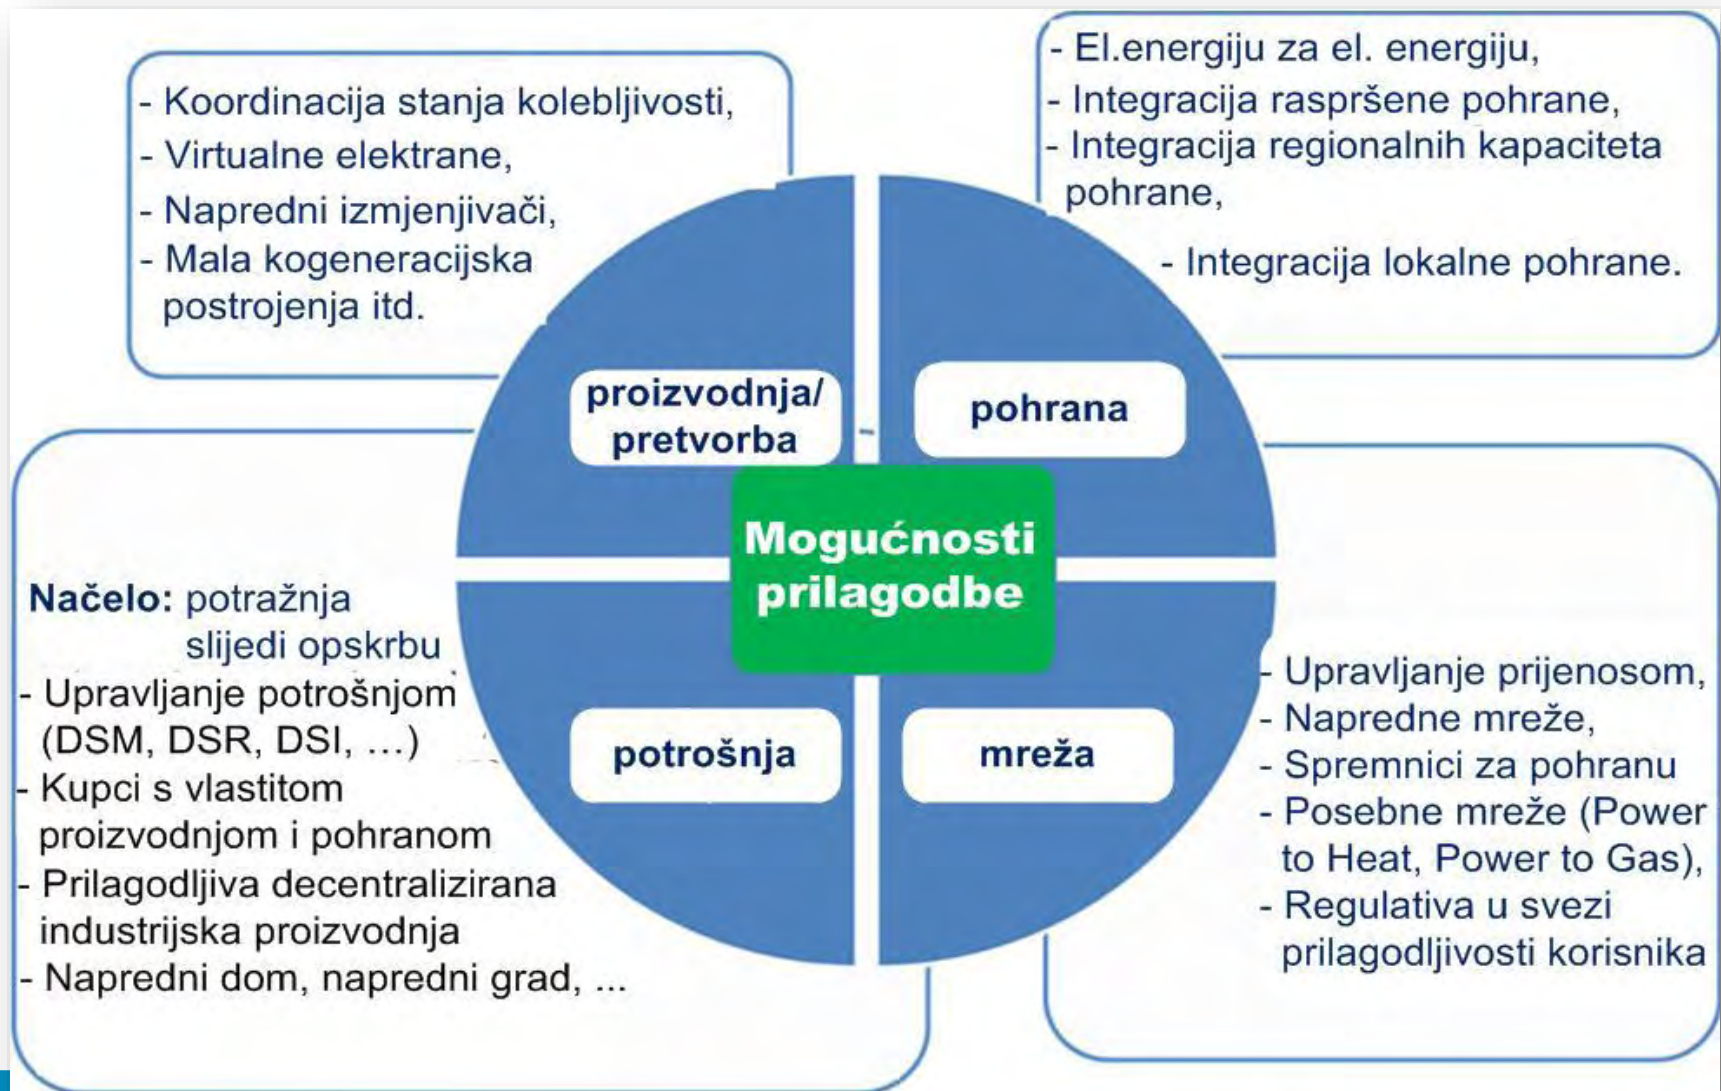 - Koordinacija stanja kolebljivosti,
- Virtualne elektrane,
- Napredni izmjenjivači,
- Mala kogeneracijska
postrojenja itd.
- El.energiju za el. energiju,
- Integracija raspršene pohrane,
- Integracija regionalnih kapaciteta
pohrane,
- Integracija lokalne pohrane.
proizvodnja/
pretvorba
-
pohrana
Mogućnosti
prilagodbe
Načelo: potražnja
slijedi opskrbu
- Upravljanje potrošnjom
(DSM, DSR, DSI, ...)
- Kupci s vlastitom
proizvodnjom i pohranom
- Prilagodljiva decentralizirana
industrijska proizvodnja
- Napredni dom, napredni grad, ...
potrošnja
mreža
- Upravljanje prijenosom,
- Napredne mreže,
- Spremnici za pohranu
- Posebne mreže (Power
to Heat, Power to Gas),
- Regulativa u svezi
prilagodljivosti korisnika